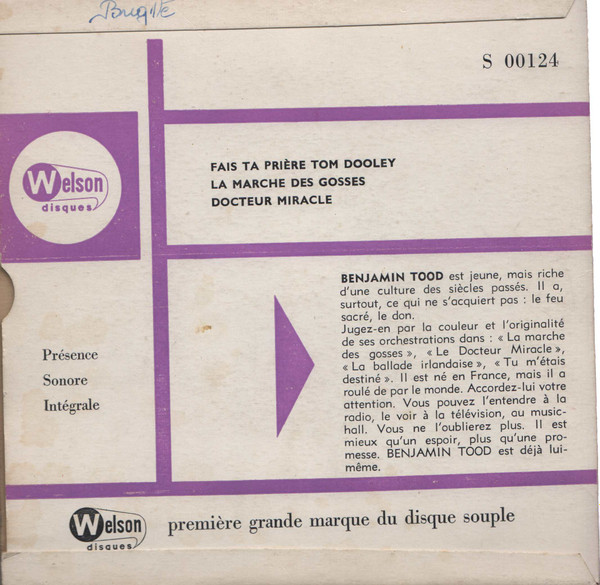 Brigitte
S 00124
Welson
disques
FAIS TA PRIÈRE TOM DOOLEY
LA MARCHE DES GOSSES
DOCTEUR MIRACLE
Présence
Sonore
Intégrale
BENJAMIN TOOD est jeune, mais riche
d'une culture des siècles passés. Il a,
surtout, ce qui ne s'acquiert pas : le feu
sacré, le don.
Jugez-en par la couleur et l'originalité
de ses orchestrations dans : « La marche
des gosses », « Le Docteur Miracle »,
« La ballade irlandaise », « Tu m'étais
destiné ». Il est né en France, mais il a
roulé de par le monde. Accordez-lui votre
attention. Vous pouvez l'entendre à la
radio, le voir à la télévision, au music-
hall. Vous ne l'oublierez plus. Il est
mieux qu'un espoir, plus qu'une pro-
messe. BENJAMIN TOOD est déjà lui-
même.
Welson
disques
première grande marque du disque souple